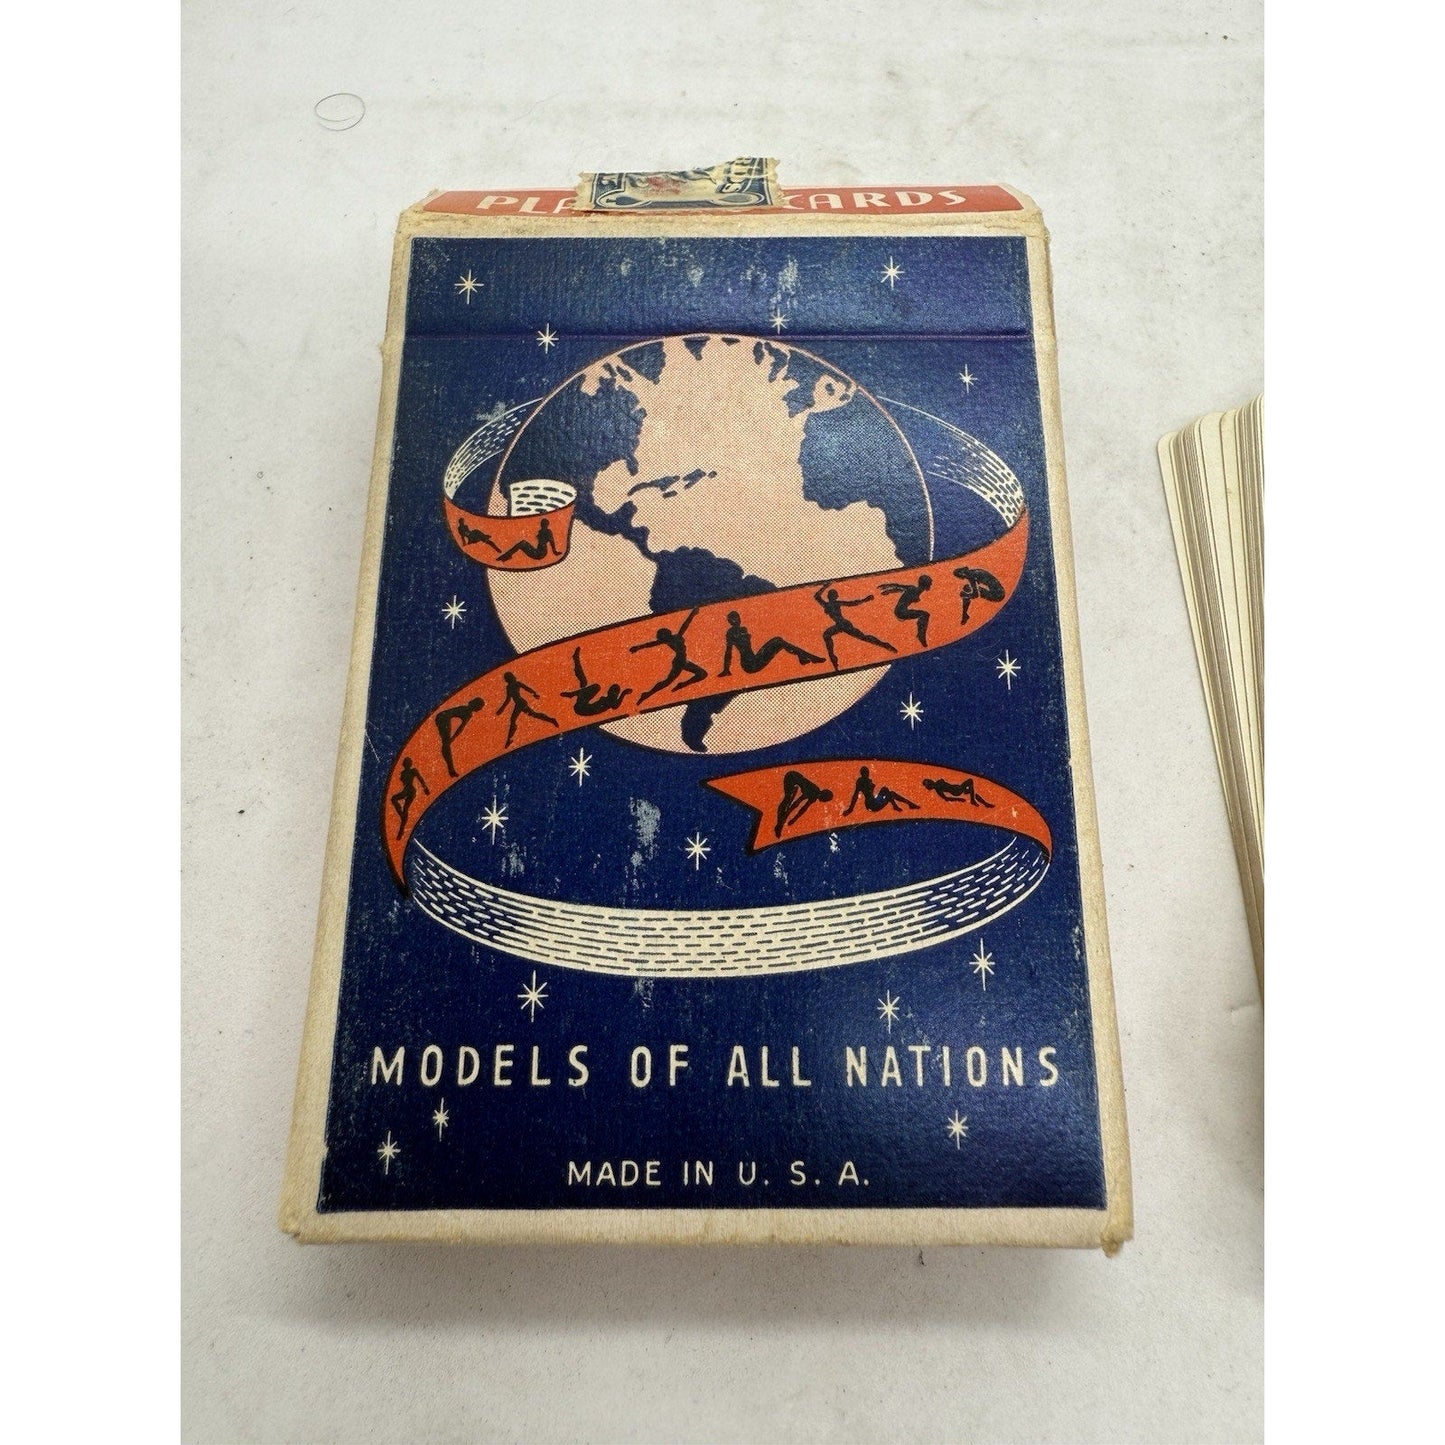 CARDS
MODELS OF ALL NATIONS
MADE IN U. S. A.